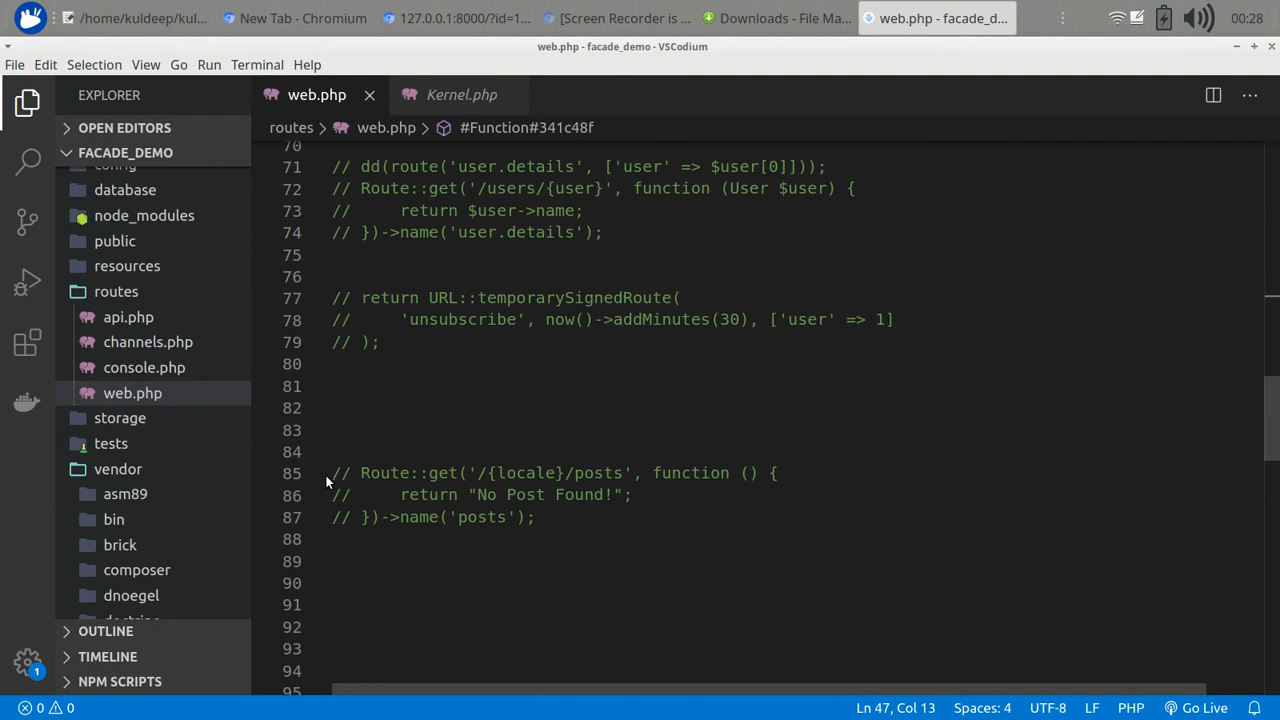 /home/kuldeep/kul...
New Tab - Chromium
127.0.0.1:8000/?id=1...
[Screen Recorder is ...
Downloads - File Ma...
web.php - facade_d...
00:28
web.php - facade_demo - VSCodium
File Edit Selection View Go Run Terminal Help
EXPLORER
web.php
Kernel.php
OPEN EDITORS
routes > web.php > #Function#341c48f
FACADE_DEMO
config
database
node_modules
public
resources
routes
api.php
channels.php
console.php
web.php
storage
tests
vendor
asm89
bin
brick
composer
dnoegel
doctrine
OUTLINE
TIMELINE
NPM SCRIPTS
70
71 // dd(route('user.details', ['user' => $user[0]]));
72 // Route::get('/users/{user}', function (User $user) {
73 //     return $user->name;
74 // })->name('user.details');
75
76
77 // return URL::temporarySignedRoute(
78 //     'unsubscribe', now()->addMinutes(30), ['user' => 1]
79 // );
80
81
82
83
84
85 // Route::get('/{locale}/posts', function () {
86 //     return "No Post Found!";
87 // })->name('posts');
88
89
90
91
92
93
94
95
1
0 0
Ln 47, Col 13
Spaces: 4
UTF-8
LF
PHP
Go Live